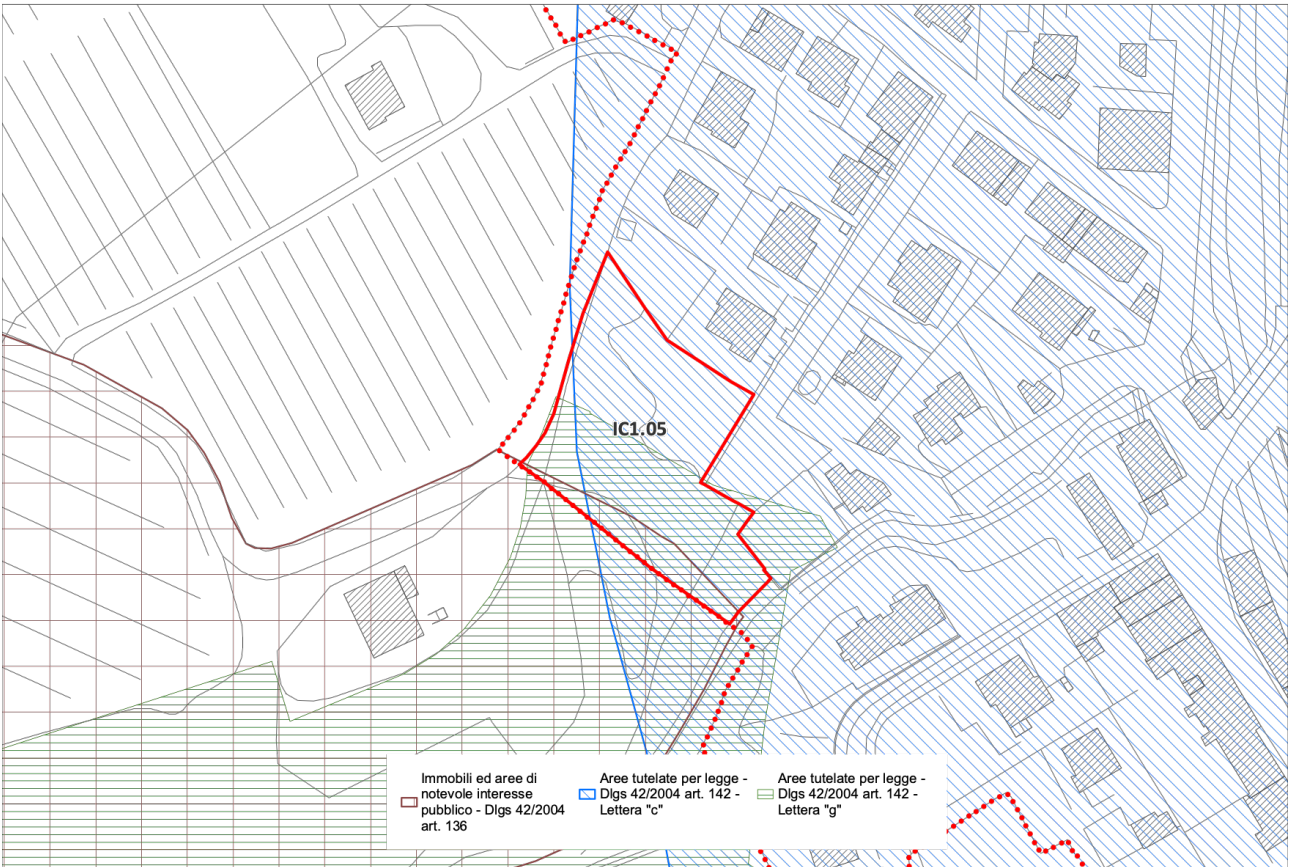 IC1.05
Immobili ed aree di
notevole interesse
pubblico - Dlgs 42/2004
art. 136
Aree tutelate per legge -
Dlgs 42/2004 art. 142 -
Lettera "c"
Aree tutelate per legge -
Dlgs 42/2004 art. 142 -
Lettera "g"